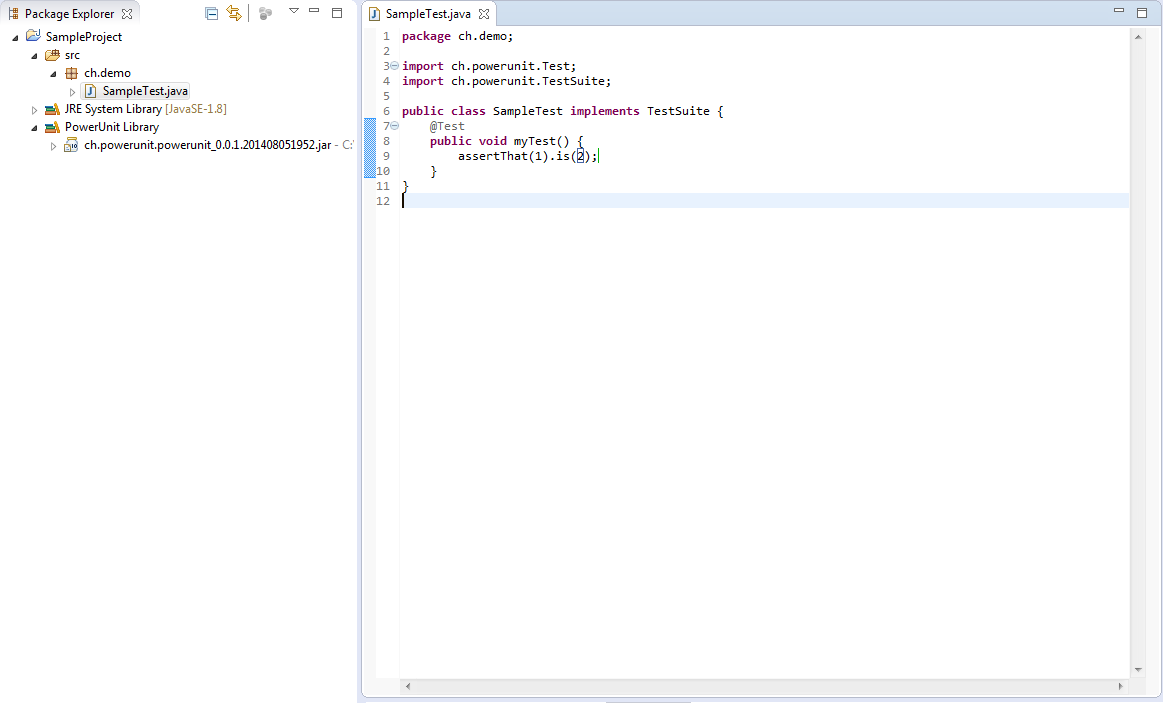 Package Explorer
SampleProject
src
ch.demo
SampleTest.java
JRE System Library [JavaSE-1.8]
PowerUnit Library
ch.powerunit.powerunit_0.0.1.201408051952.jar - C:
SampleTest.java
1 package ch.demo;
2
3 import ch.powerunit.Test;
4 import ch.powerunit.TestSuite;
5
6 public class SampleTest implements TestSuite {
7 @Test
8 public void myTest() {
9 assertThat(1).is(2);
10 }
11 }
12